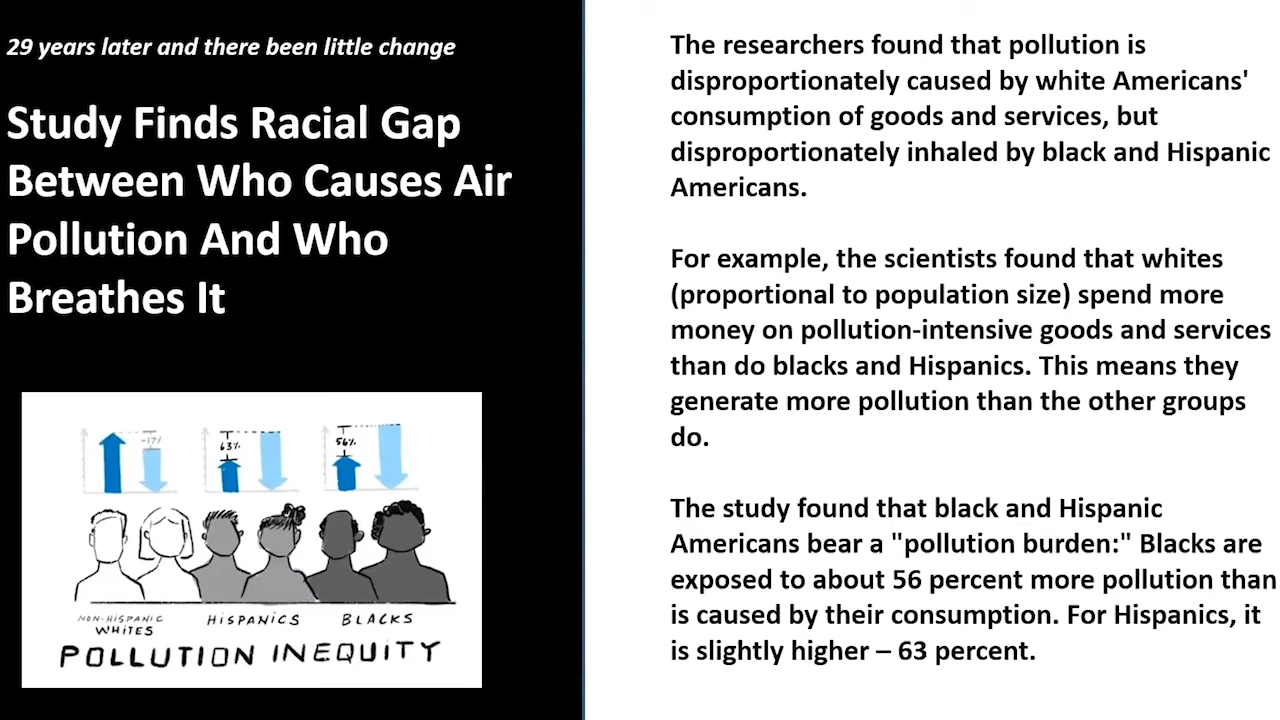 29 years later and there been little change
Study Finds Racial Gap
Between Who Causes Air
Pollution And Who
Breathes It
-17%
63%
56%
NON-HISPANIC
WHITES
HISPANICS
BLACKS
POLLUTION INEQUITY
The researchers found that pollution is
disproportionately caused by white Americans'
consumption of goods and services, but
disproportionately inhaled by black and Hispanic
Americans.
For example, the scientists found that whites
(proportional to population size) spend more
money on pollution-intensive goods and services
than do blacks and Hispanics. This means they
generate more pollution than the other groups
do.
The study found that black and Hispanic
Americans bear a "pollution burden:" Blacks are
exposed to about 56 percent more pollution than
is caused by their consumption. For Hispanics, it
is slightly higher – 63 percent.